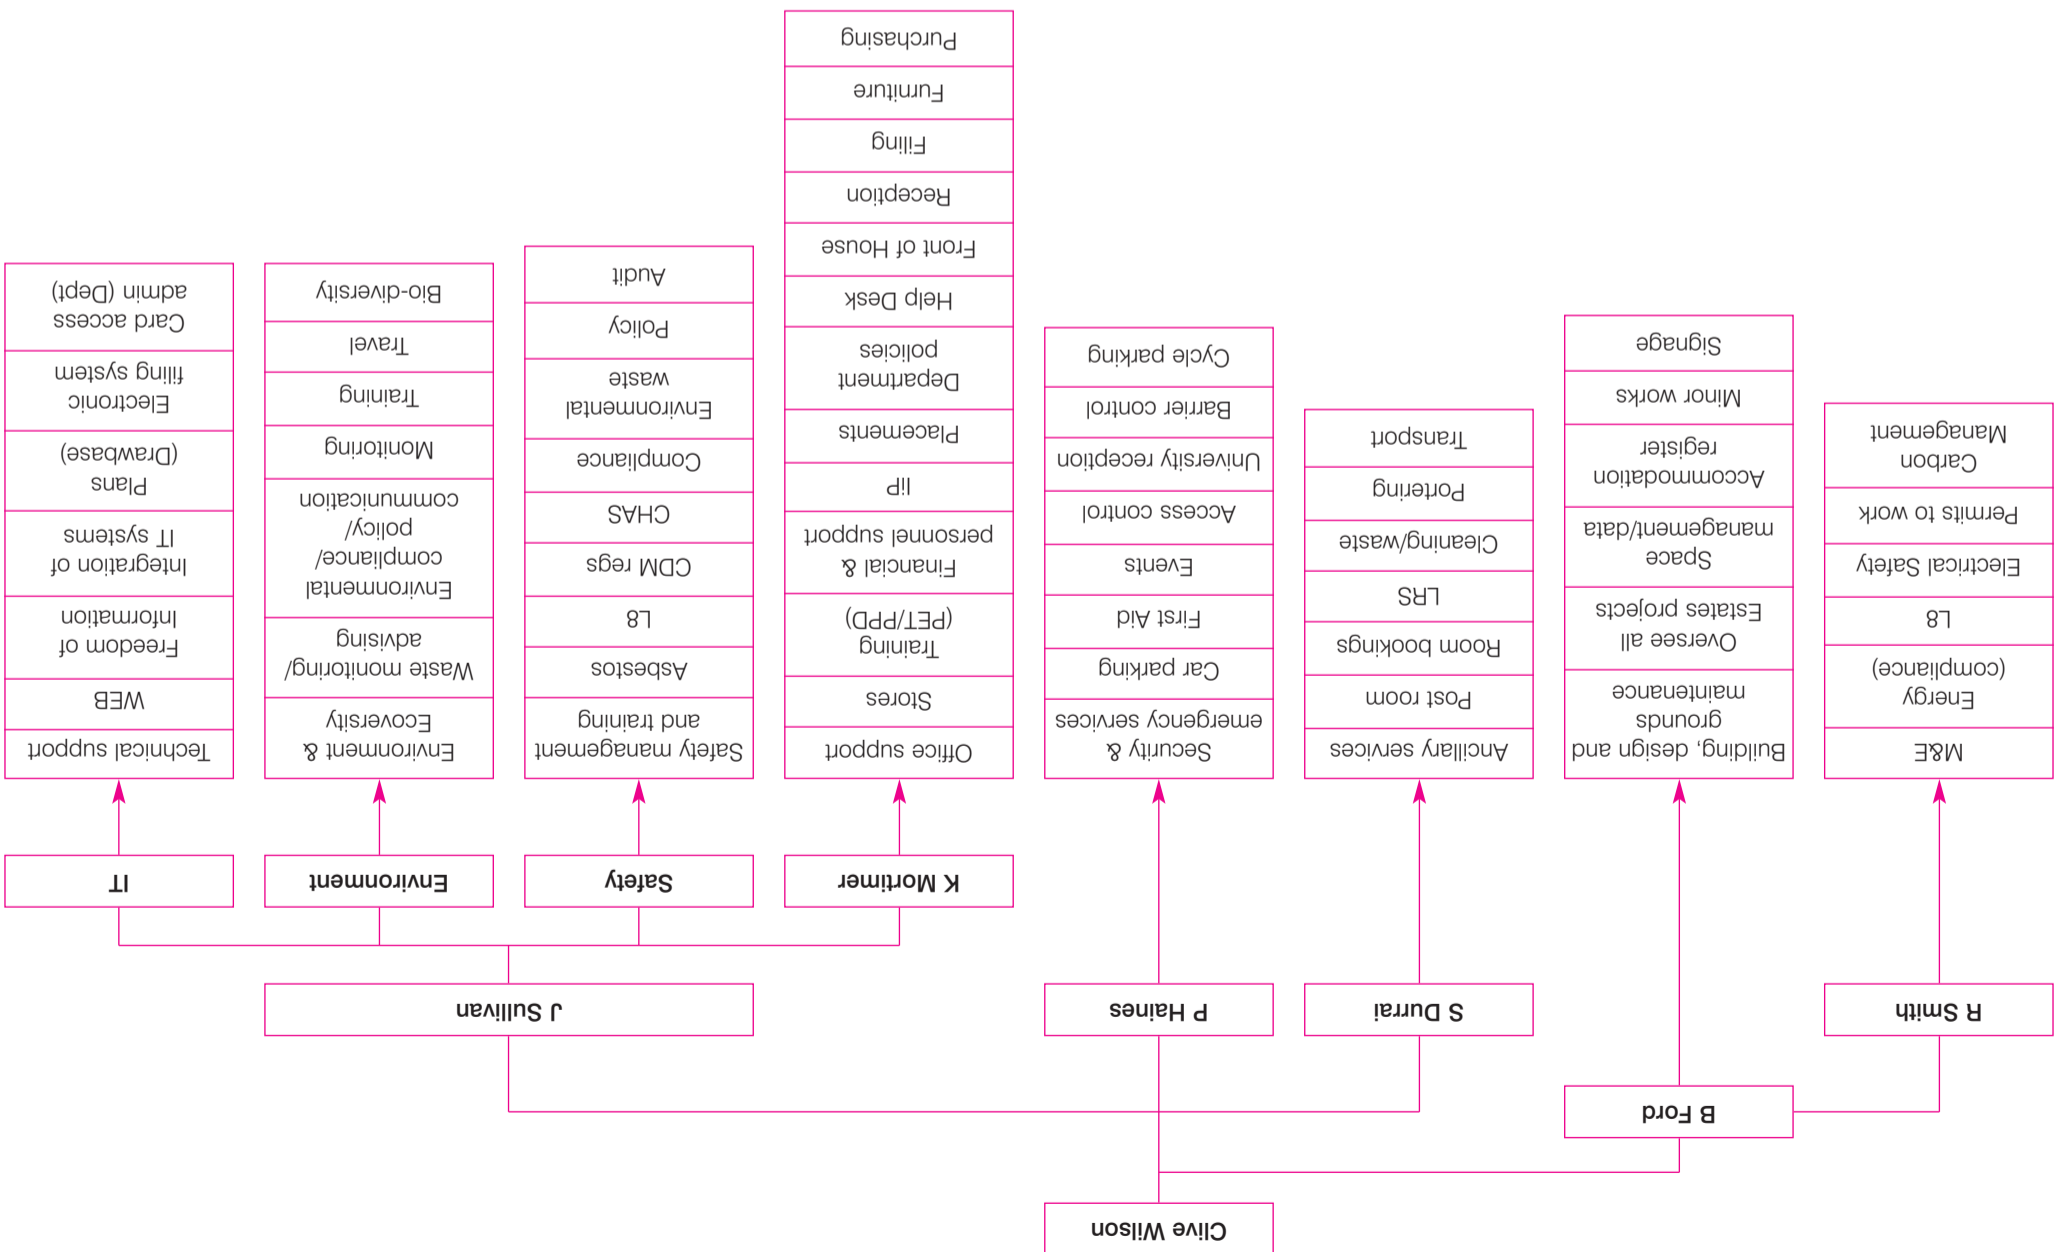 Clive Wilson
B Ford
R Smith
S Durrai
P Haines
J Sullivan
K Mortimer
Safety
Environment
IT
M&E
Energy
(compliance)
L8
Electrical Safety
Permits to work
Carbon
Management
Building, design and
grounds
maintenance
Oversee all
Estates projects
Space
management/data
Accommodation
register
Minor works
Signage
Ancillary services
Post room
Room bookings
LRS
Cleaning/waste
Portering
Transport
Security &
emergency services
Car parking
First Aid
Events
Access control
University reception
Barrier control
Cycle parking
Office support
Stores
Training
(PET/PPD)
Financial &
personnel support
IiP
Placements
Department
policies
Help Desk
Front of House
Reception
Filing
Furniture
Purchasing
Safety management
and training
Asbestos
L8
CDM regs
CHAS
Compliance
Environmental
waste
Policy
Audit
Environment &
Ecoversity
Waste monitoring/
advising
Environmental
compliance/
policy/
communication
Monitoring
Training
Travel
Bio-diversity
Technical support
WEB
Freedom of
Information
Integration of
IT systems
Plans
(Drawbase)
Electronic
filing system
Card access
admin (Dept)